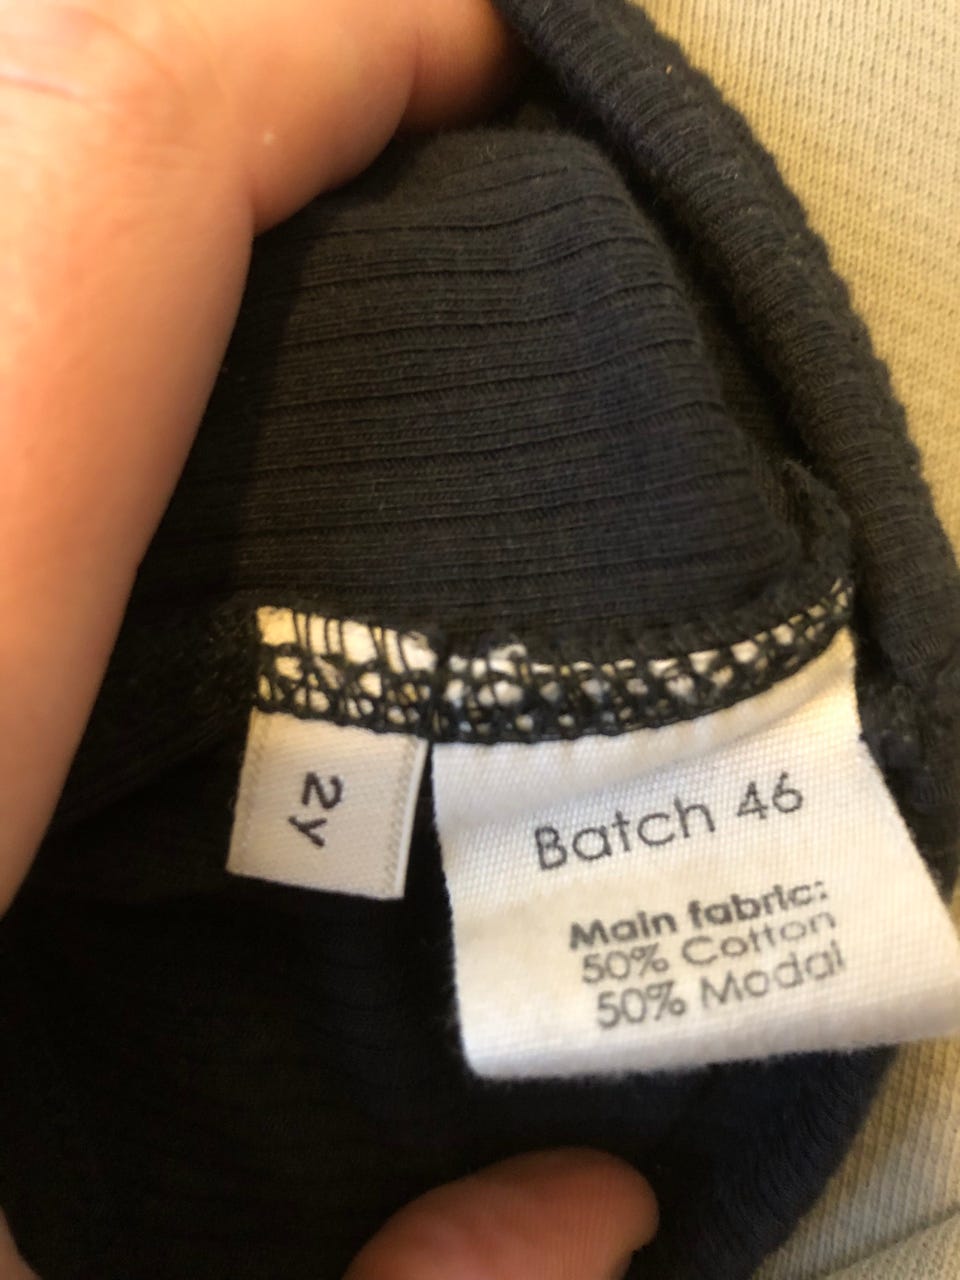 2Y
Batch 46
Main fabric:
50% Cotton
50% Modal